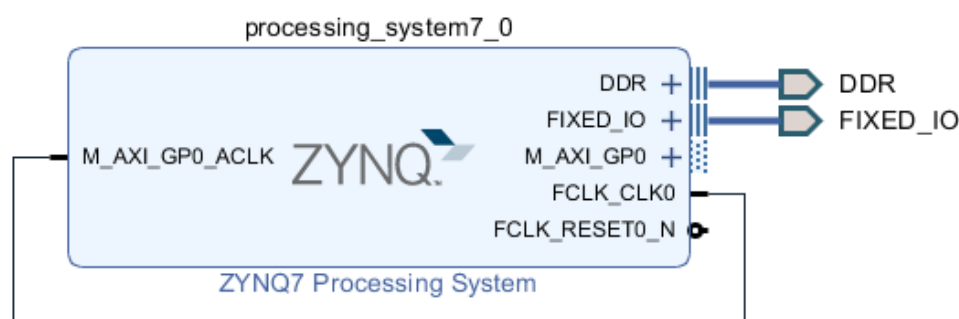 processing_system7_0
DDR
FIXED_IO
M_AXI_GP0
FCLK_CLK0
FCLK_RESET0_N
M_AXI_GP0_ACLK
ZYNQ
ZYNQ7 Processing System
DDR
FIXED_IO